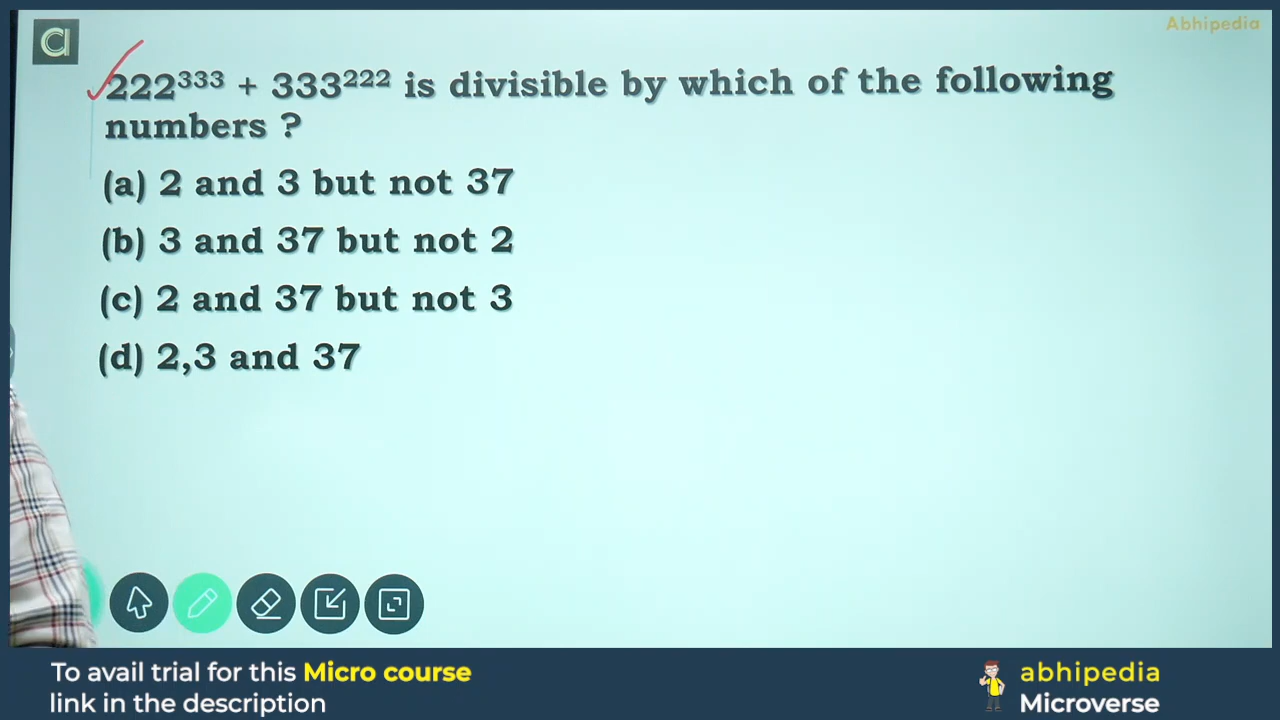 Abhipedia
222³³³ + 333²²² is divisible by which of the following
numbers ?
(a) 2 and 3 but not 37
(b) 3 and 37 but not 2
(c) 2 and 37 but not 3
(d) 2,3 and 37
To avail trial for this Micro course
link in the description
abhipedia
Microverse